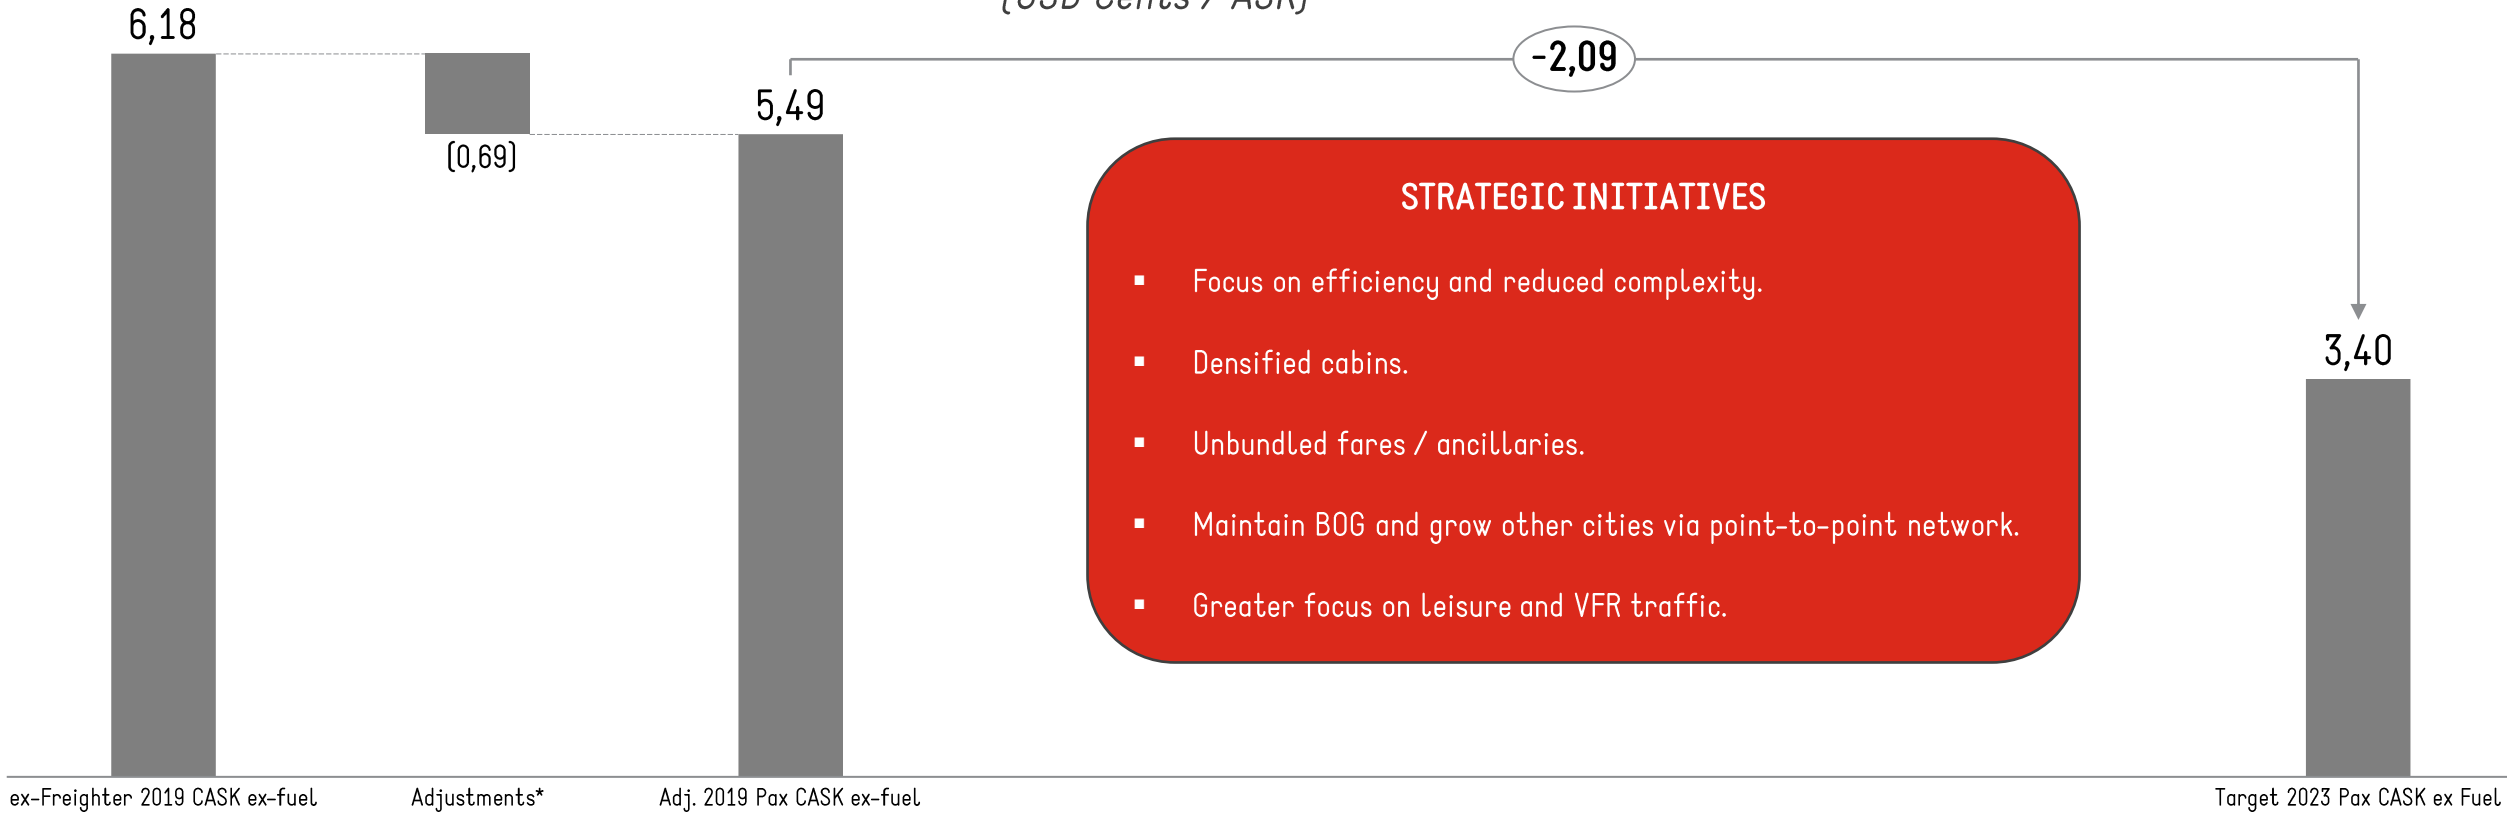 6,18
(0,69)
5,49
-2,09
3,40
STRATEGIC INITIATIVES
▪ Focus on efficiency and reduced complexity.
▪ Densified cabins.
▪ Unbundled fares / ancillaries.
▪ Maintain BOG and grow other cities via point-to-point network.
▪ Greater focus on leisure and VFR traffic.
ex-Freighter 2019 CASK ex-fuel
Adjustments*
Adj. 2019 Pax CASK ex-fuel
Target 2023 Pax CASK ex Fuel